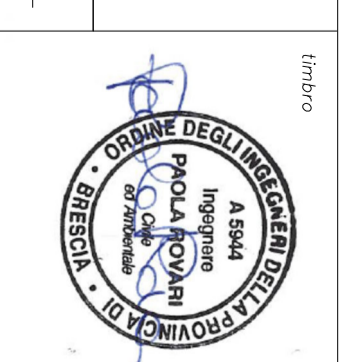 timbro
ORDINE DEGLI INGEGNERI DELLA PROVINCIA DI
• BRESCIA •
A 5944
Ingegnere
PAOLA ROVARI
Civile
ed Ambientale